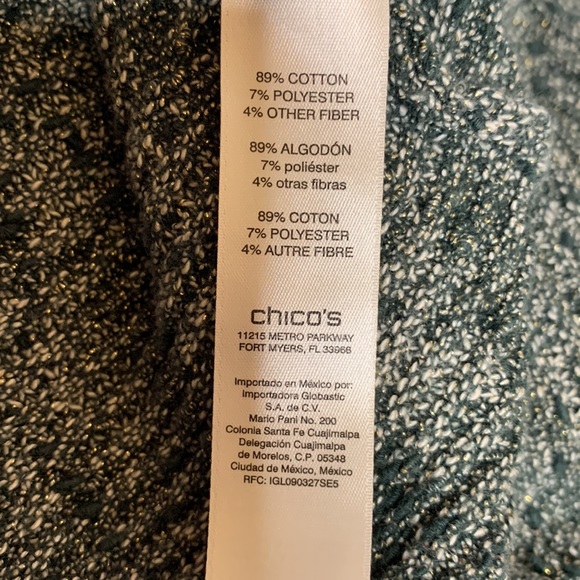 89% COTTON
7% POLYESTER
4% OTHER FIBER
89% ALGODÓN
7% poliéster
4% otras fibras
89% COTON
7% POLYESTER
4% AUTRE FIBRE
chico's
11215 METRO PARKWAY
FORT MYERS, FL 33966
Importado en México por:
Importadora Globastic
S.A. de C.V.
Mario Pani No. 200
Colonia Santa Fe Cuajimalpa
Delegación Cuajimalpa
de Morelos, C.P. 05348
Ciudad de México, México
RFC: IGL090327SE5